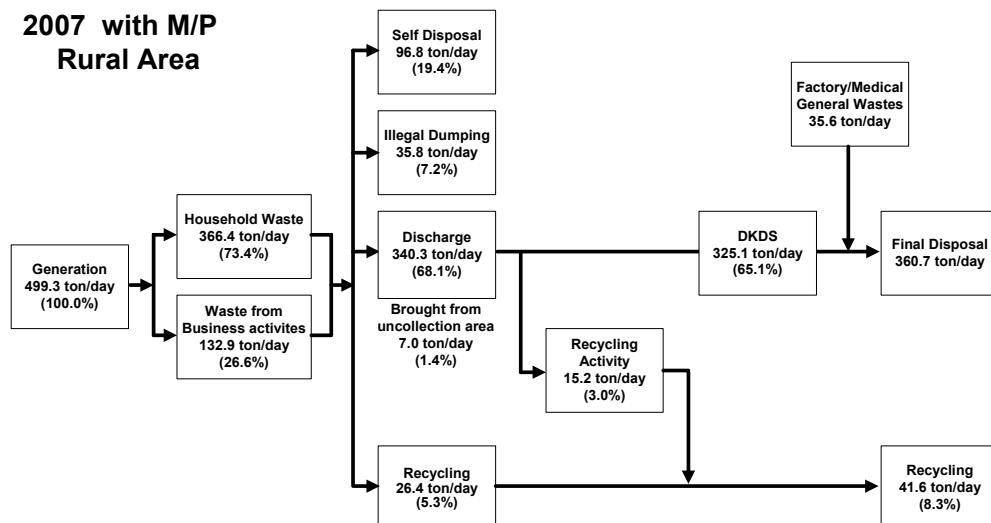 2007 with M/P
Rural Area
Self Disposal
96.8 ton/day
(19.4%)
Factory/Medical
General Wastes
35.6 ton/day
Illegal Dumping
35.8 ton/day
(7.2%)
Household Waste
366.4 ton/day
(73.4%)
Discharge
340.3 ton/day
(68.1%)
DKDS
325.1 ton/day
(65.1%)
Final Disposal
360.7 ton/day
Generation
499.3 ton/day
(100.0%)
Waste from
Business activites
132.9 ton/day
(26.6%)
Brought from
uncollection area
7.0 ton/day
(1.4%)
Recycling
Activity
15.2 ton/day
(3.0%)
Recycling
26.4 ton/day
(5.3%)
Recycling
41.6 ton/day
(8.3%)